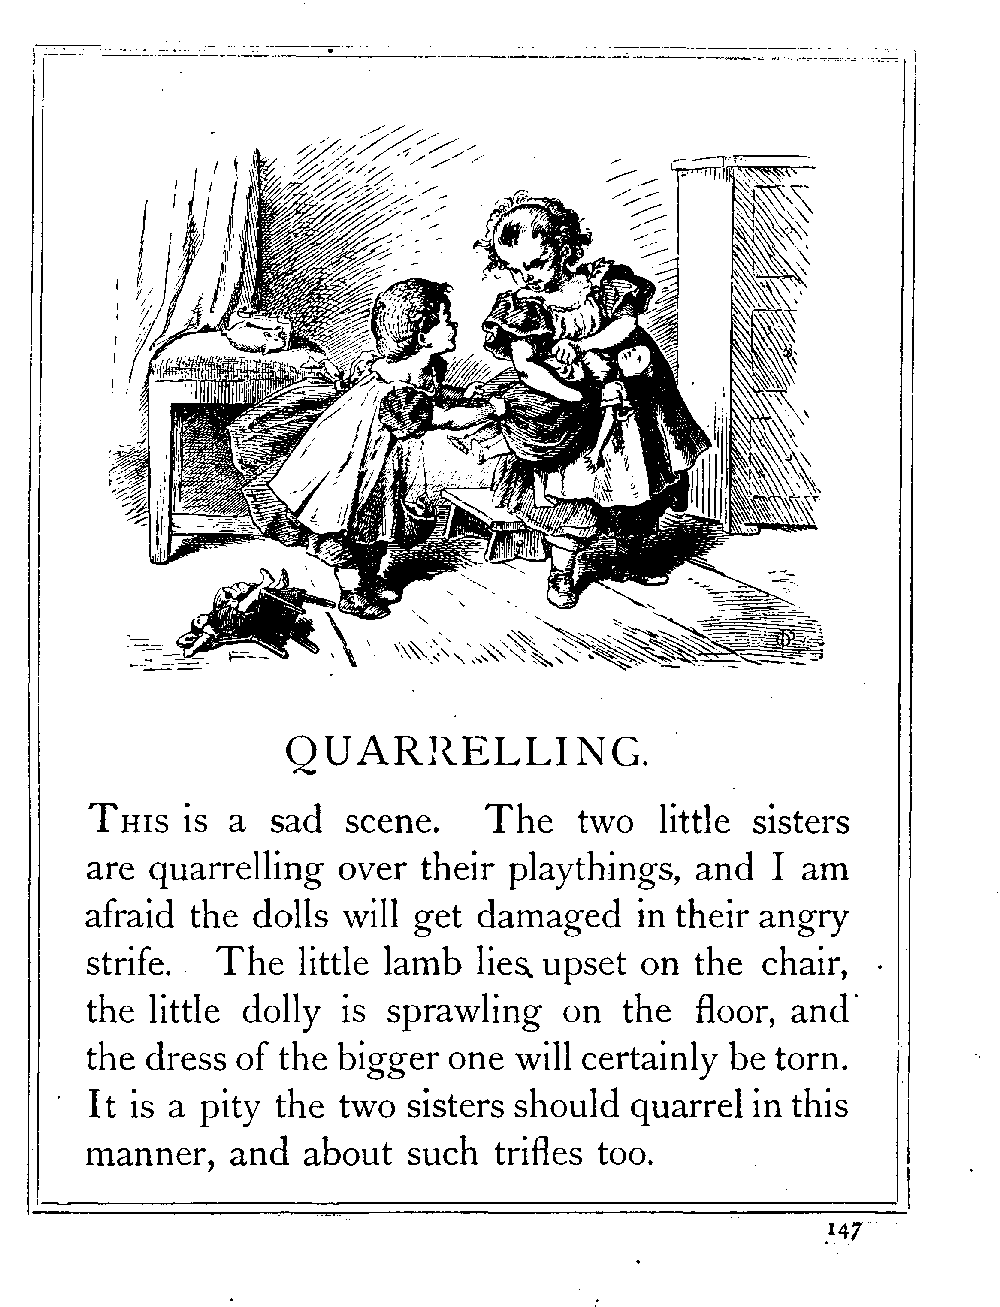 QUARRELLING.
THIS is a sad scene. The two little sisters
are quarrelling over their playthings, and I am
afraid the dolls will get damaged in their angry
strife. The little lamb lies upset on the chair,
the little dolly is sprawling on the floor, and
the dress of the bigger one will certainly be torn.
It is a pity the two sisters should quarrel in this
manner, and about such trifles too.
147